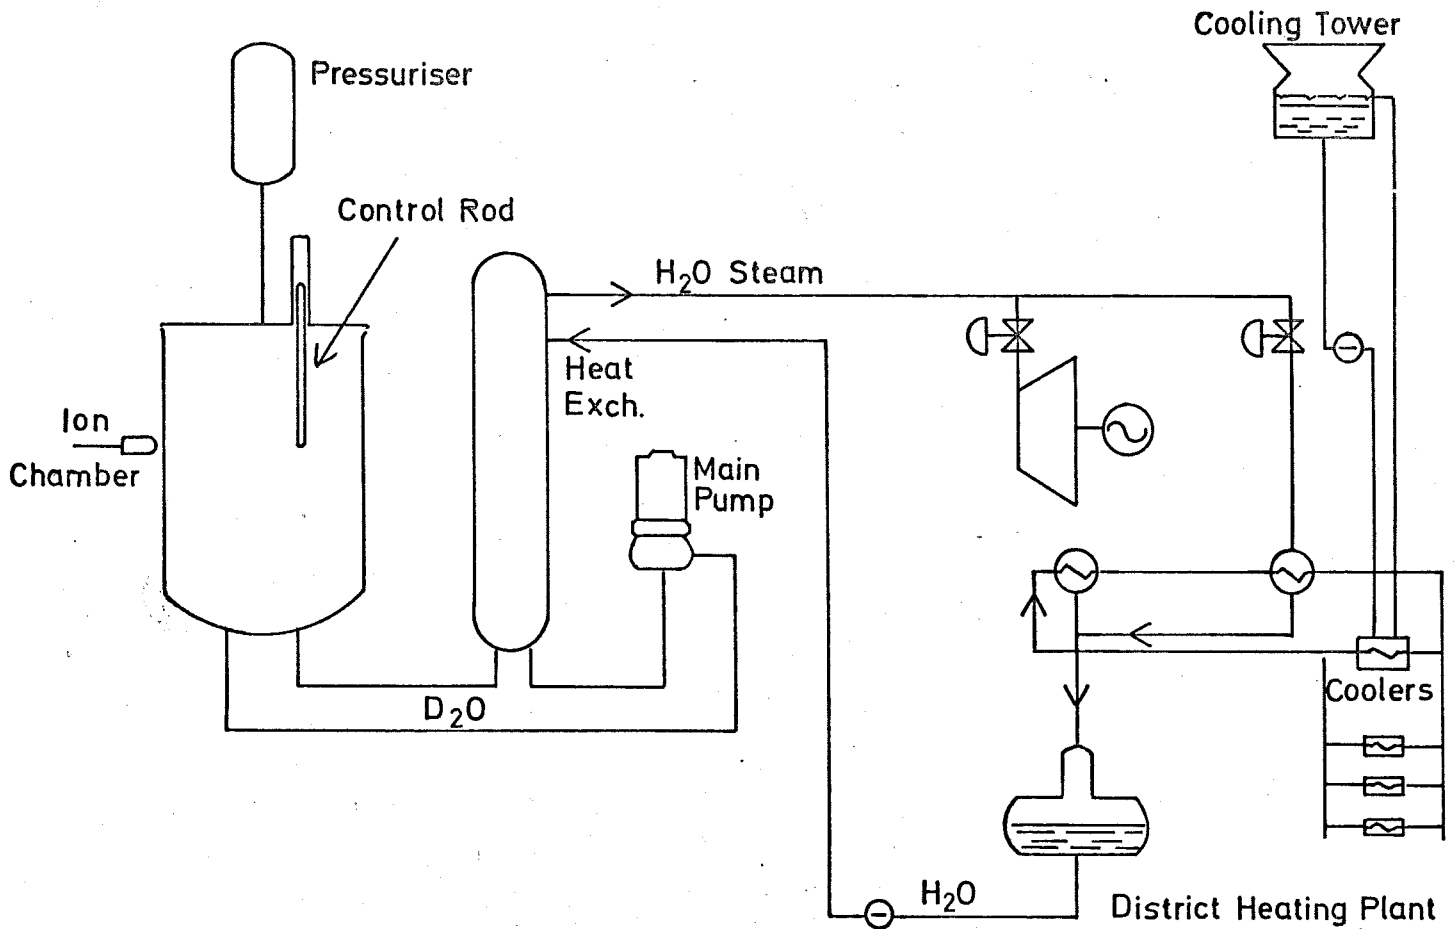 Cooling Tower
Pressuriser
Control Rod
H₂O Steam
Heat
Exch.
Ion
Chamber
Main
Pump
D₂O
Coolers
H₂O
District Heating Plant